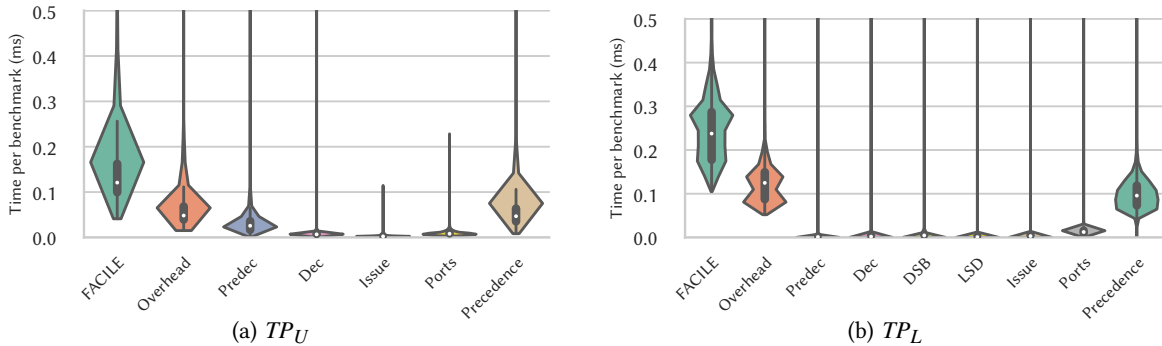 Time per benchmark (ms)
0.5
0.4
0.3
0.2
0.1
0.0
FACILE
Overhead
Predec
Dec
Issue
Ports
Precedence
(a) TP_U
Time per benchmark (ms)
0.5
0.4
0.3
0.2
0.1
0.0
FACILE
Overhead
Predec
Dec
DSB
LSD
Issue
Ports
Precedence
(b) TP_L